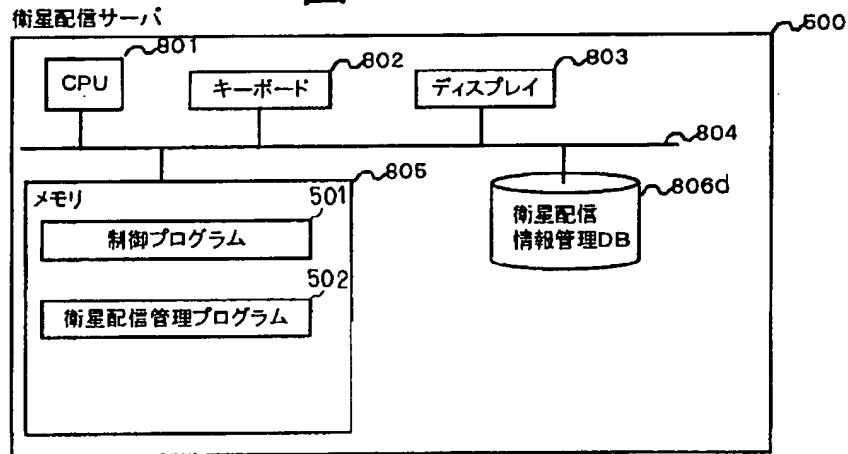 衛星配信サーバ
500
801
802
803
CPU
キーボード
ディスプレイ
804
805
806d
メモリ
501
制御プログラム
衛星配信
情報管理DB
502
衛星配信管理プログラム